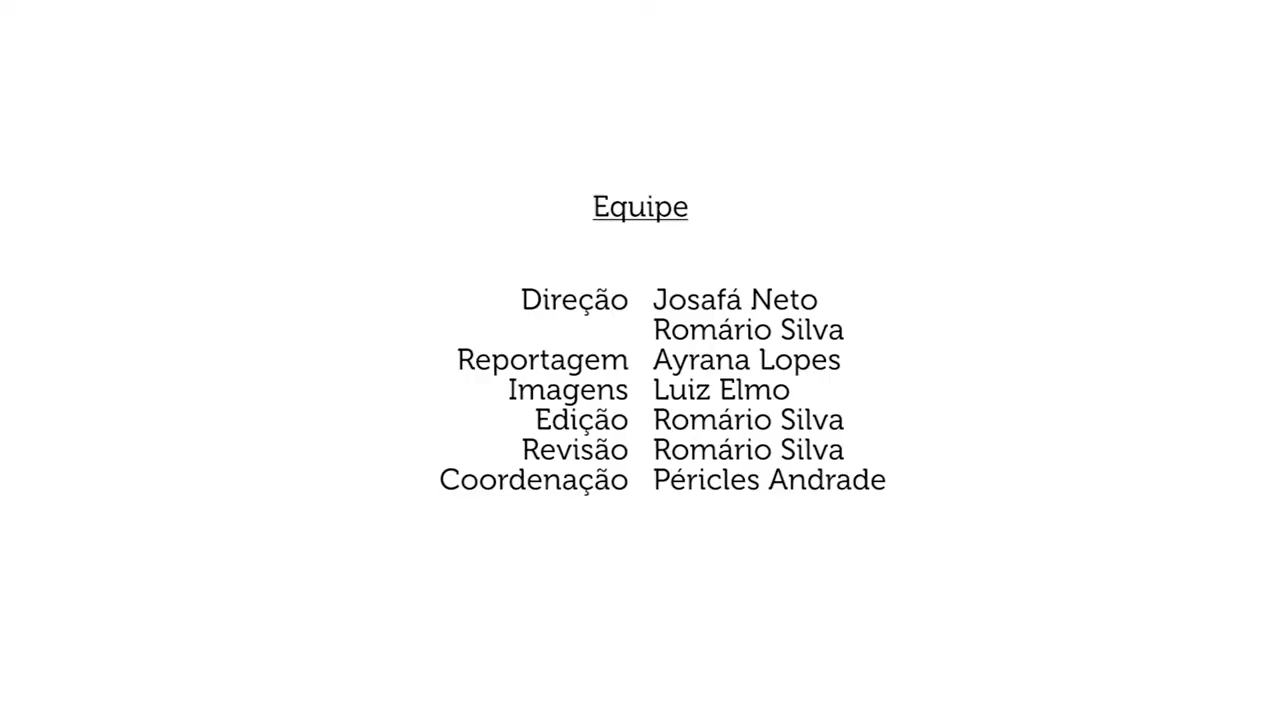 Equipe
Direção Josafá Neto
Romário Silva
Reportagem Ayrana Lopes
Imagens Luiz Elmo
Edição Romário Silva
Revisão Romário Silva
Coordenação Péricles Andrade